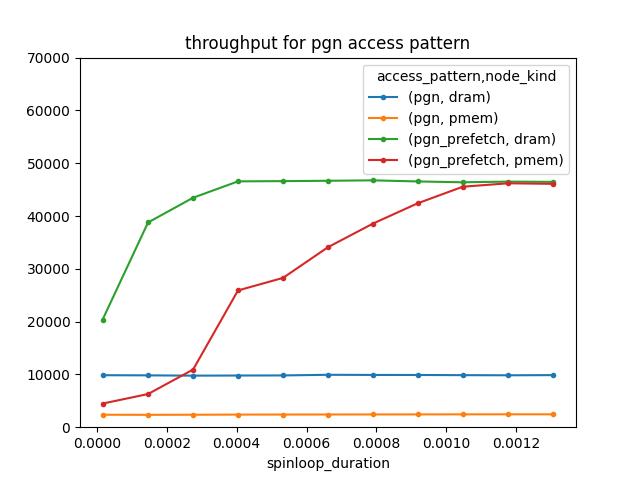 throughput for pgn access pattern
access_pattern,node_kind
(pgn, dram)
(pgn, pmem)
(pgn_prefetch, dram)
(pgn_prefetch, pmem)
70000
60000
50000
40000
30000
20000
10000
0
0.0000 0.0002 0.0004 0.0006 0.0008 0.0010 0.0012
spinloop_duration